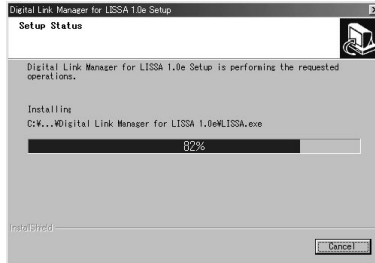 Digital Link Manager for LISSA 1.0e Setup
Setup Status
Digital Link Manager for LISSA 1.0e Setup is performing the requested
operations.
Installing
C:¥...¥Digital Link Manager for LISSA 1.0e¥LISSA.exe
82%
InstallShield
Cancel